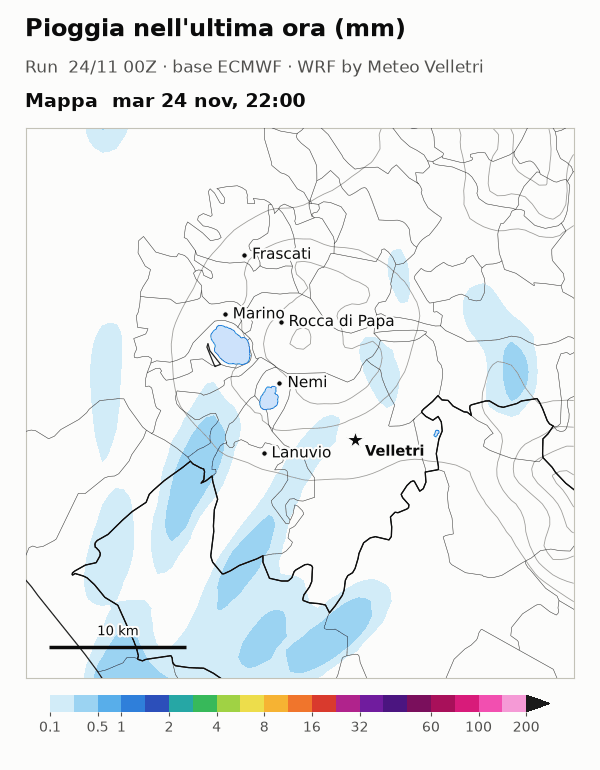 Pioggia nell'ultima ora (mm)
Run  24/11 00Z · base ECMWF · WRF by Meteo Velletri
Mappa  mar 24 nov, 22:00
Frascati
Marino
Rocca di Papa
Nemi
Lanuvio
Velletri
10 km
0.1 0.5 1 2 4 8 16 32 60 100 200